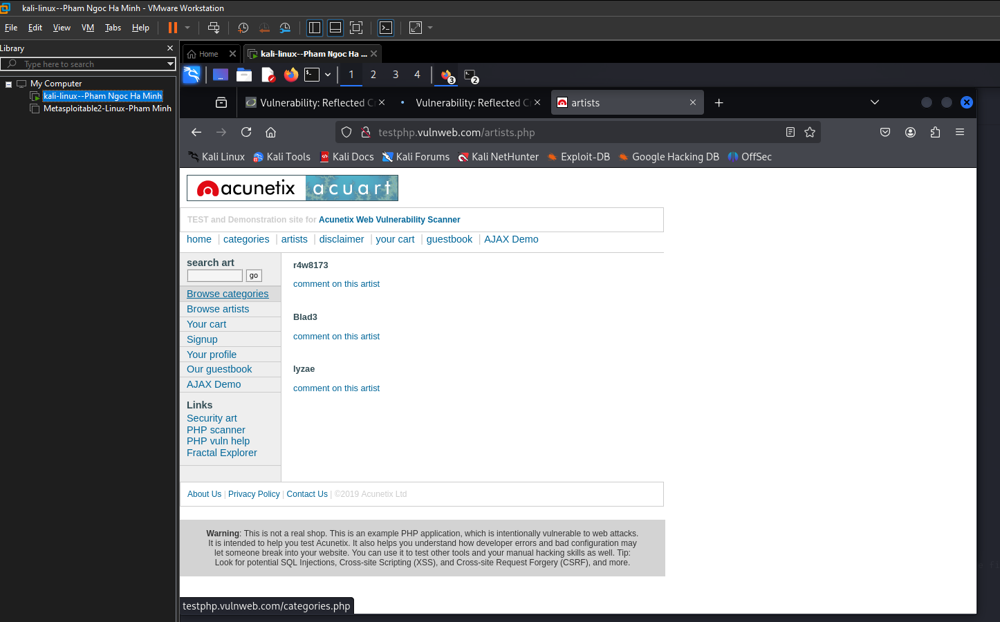 kali-linux--Pham Ngoc Ha Minh - VMware Workstation
File Edit View VM Tabs Help
Library
Type here to search
My Computer
kali-linux--Pham Ngoc Ha Minh
Metasploitable2-Linux-Pham Minh
Home kali-linux--Pham Ngoc Ha ...
1 2 3 4 3 2
Vulnerability: Reflected C Vulnerability: Reflected C artists
testphp.vulnweb.com/artists.php
Kali Linux Kali Tools Kali Docs Kali Forums Kali NetHunter Exploit-DB Google Hacking DB OffSec
acunetix acuart
TEST and Demonstration site for Acunetix Web Vulnerability Scanner
home | categories | artists | disclaimer | your cart | guestbook | AJAX Demo
search art
go
Browse categories
Browse artists
Your cart
Signup
Your profile
Our guestbook
AJAX Demo
Links
Security art
PHP scanner
PHP vuln help
Fractal Explorer
r4w8173
comment on this artist
Blad3
comment on this artist
lyzae
comment on this artist
About Us | Privacy Policy | Contact Us | ©2019 Acunetix Ltd
Warning: This is not a real shop. This is an example PHP application, which is intentionally vulnerable to web attacks.
It is intended to help you test Acunetix. It also helps you understand how developer errors and bad configuration may
let someone break into your website. You can use it to test other tools and your manual hacking skills as well. Tip:
Look for potential SQL Injections, Cross-site Scripting (XSS), and Cross-site Request Forgery (CSRF), and more.
testphp.vulnweb.com/categories.php